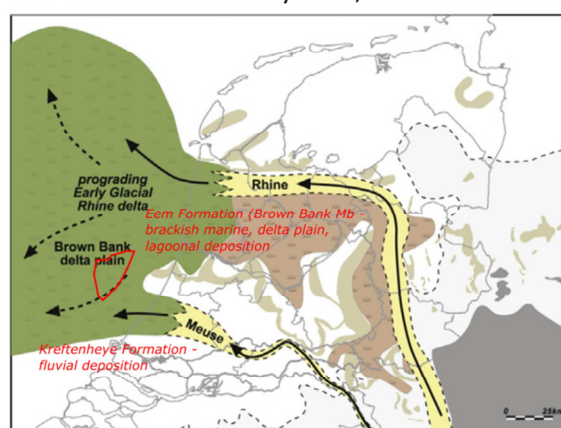 prograding
Early Glacial
Rhine delta
Rhine
Eem Formation (Brown Bank Mb -
brackish marine, delta plain,
lagoonal deposition
Brown Bank
delta plain
Meuse
Kreftenheye Formation -
fluvial deposition
0 25km